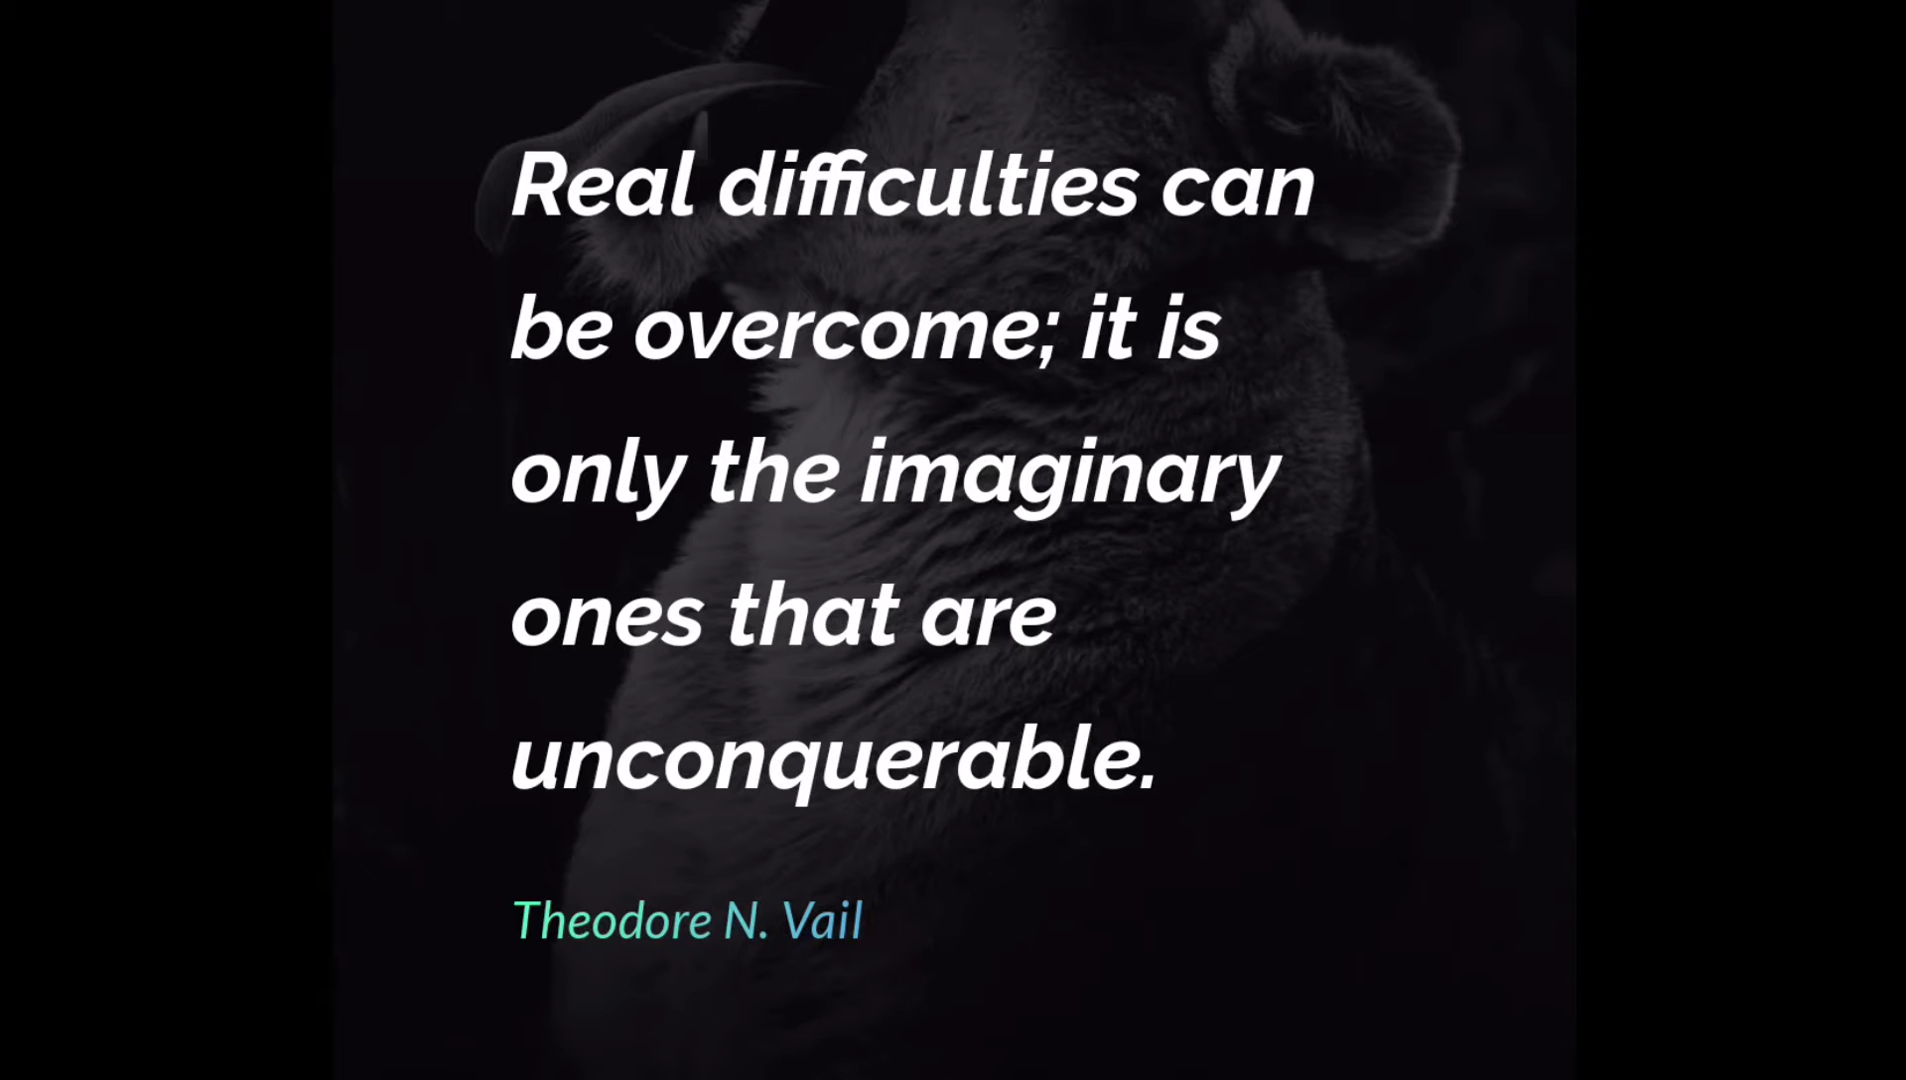 Real difficulties can
be overcome; it is
only the imaginary
ones that are
unconquerable.
Theodore N. Vail